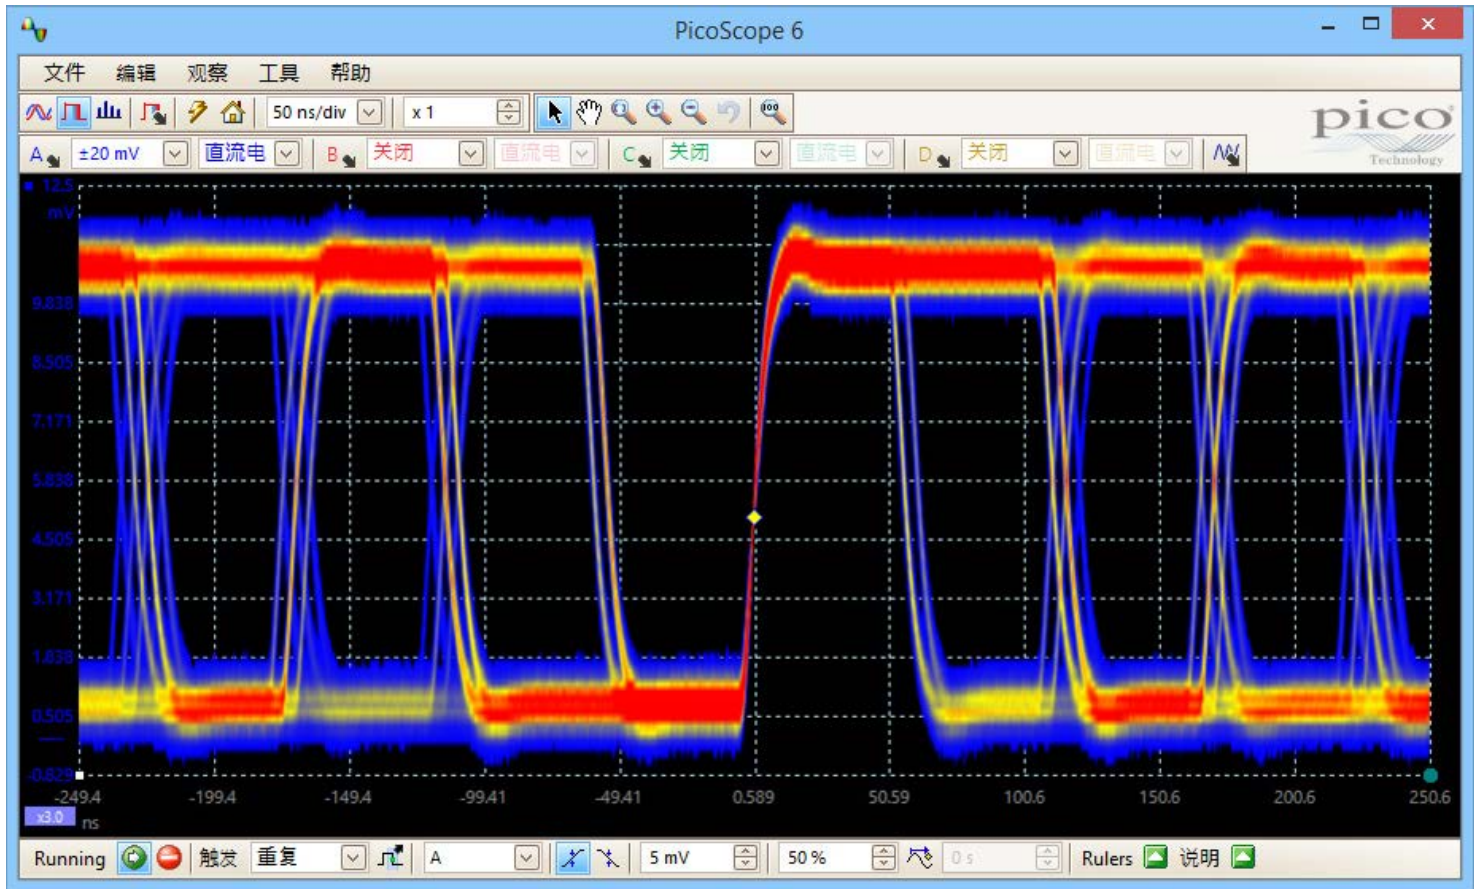 PicoScope 6
文件 编辑 观察 工具 帮助
50 ns/div x 1
pico
Technology
A ±20 mV 直流电 B 关闭 直流电 C 关闭 直流电 D 关闭 直流电
12.5
mV
9.838
8.505
7.171
5.838
4.505
3.171
1.838
0.505
-0.829
-249.4 -199.4 -149.4 -99.41 -49.41 0.589 50.59 100.6 150.6 200.6 250.6
x3.0 ns
Running 触发 重复 A 5 mV 50 % 0 s Rulers 说明